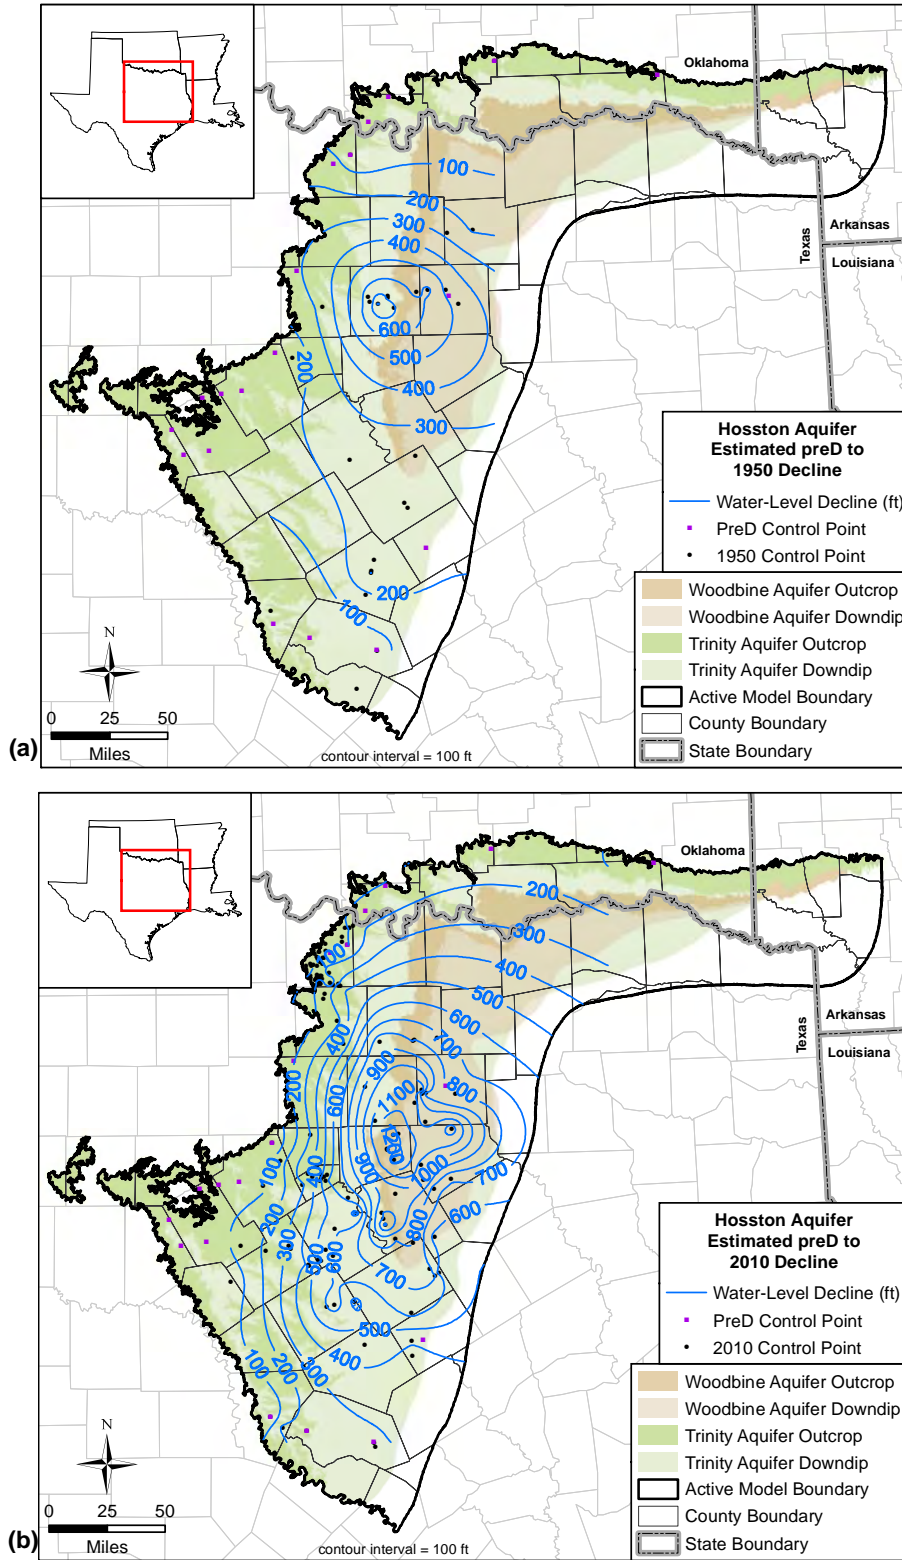 Oklahoma
100
200
300
400
Texas
Arkansas
Louisiana
600
500
200
400
300
Hosston Aquifer
Estimated preD to
1950 Decline
Water-Level Decline (ft)
PreD Control Point
1950 Control Point
200
100
Woodbine Aquifer Outcrop
Woodbine Aquifer Downdip
Trinity Aquifer Outcrop
Trinity Aquifer Downdip
Active Model Boundary
County Boundary
State Boundary
N
0 25 50
Miles
(a)
contour interval = 100 ft
Oklahoma
200
300
100
400
500
600
700
400
Texas
Arkansas
Louisiana
900
200
600
800
1100
1200
100
400
900
1000
700
200
600
800
300
500
600
700
Hosston Aquifer
Estimated preD to
2010 Decline
Water-Level Decline (ft)
PreD Control Point
2010 Control Point
500
400
100
200
300
Woodbine Aquifer Outcrop
Woodbine Aquifer Downdip
Trinity Aquifer Outcrop
Trinity Aquifer Downdip
Active Model Boundary
County Boundary
State Boundary
N
0 25 50
Miles
(b)
contour interval = 100 ft